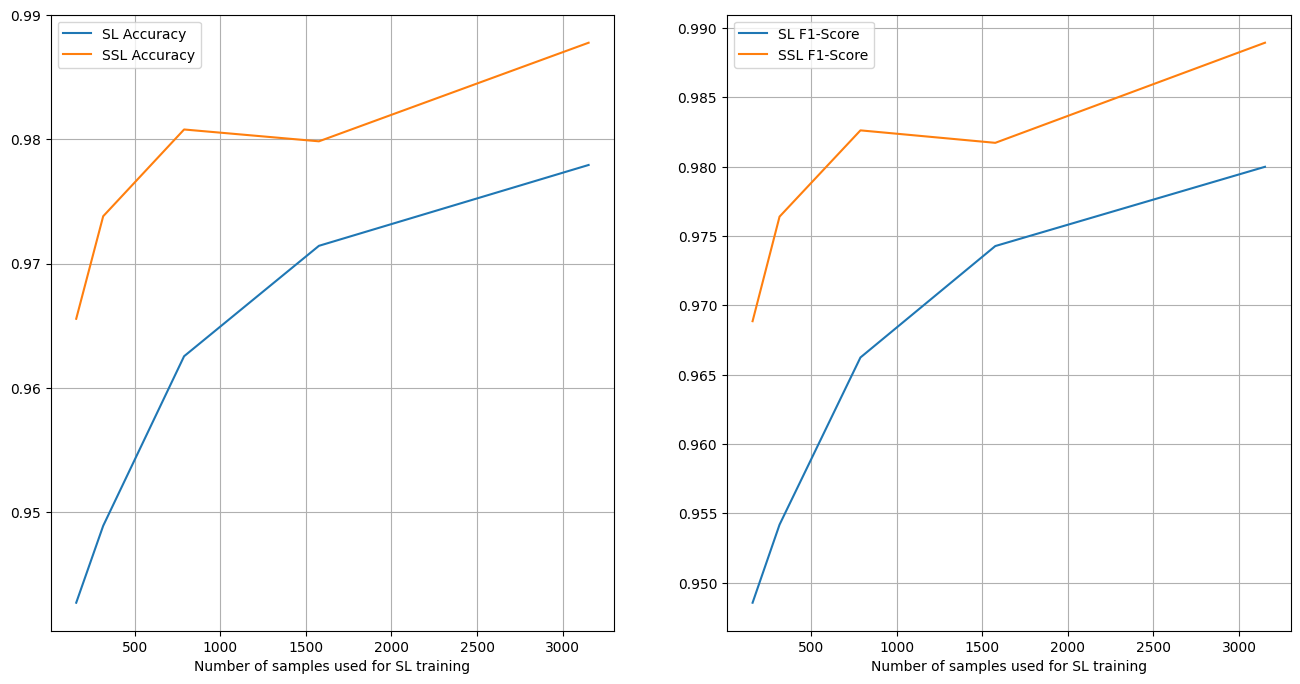 SL Accuracy
SSL Accuracy
0.99
0.98
0.97
0.96
0.95
500 1000 1500 2000 2500 3000
Number of samples used for SL training
SL F1-Score
SSL F1-Score
0.990
0.985
0.980
0.975
0.970
0.965
0.960
0.955
0.950
500 1000 1500 2000 2500 3000
Number of samples used for SL training